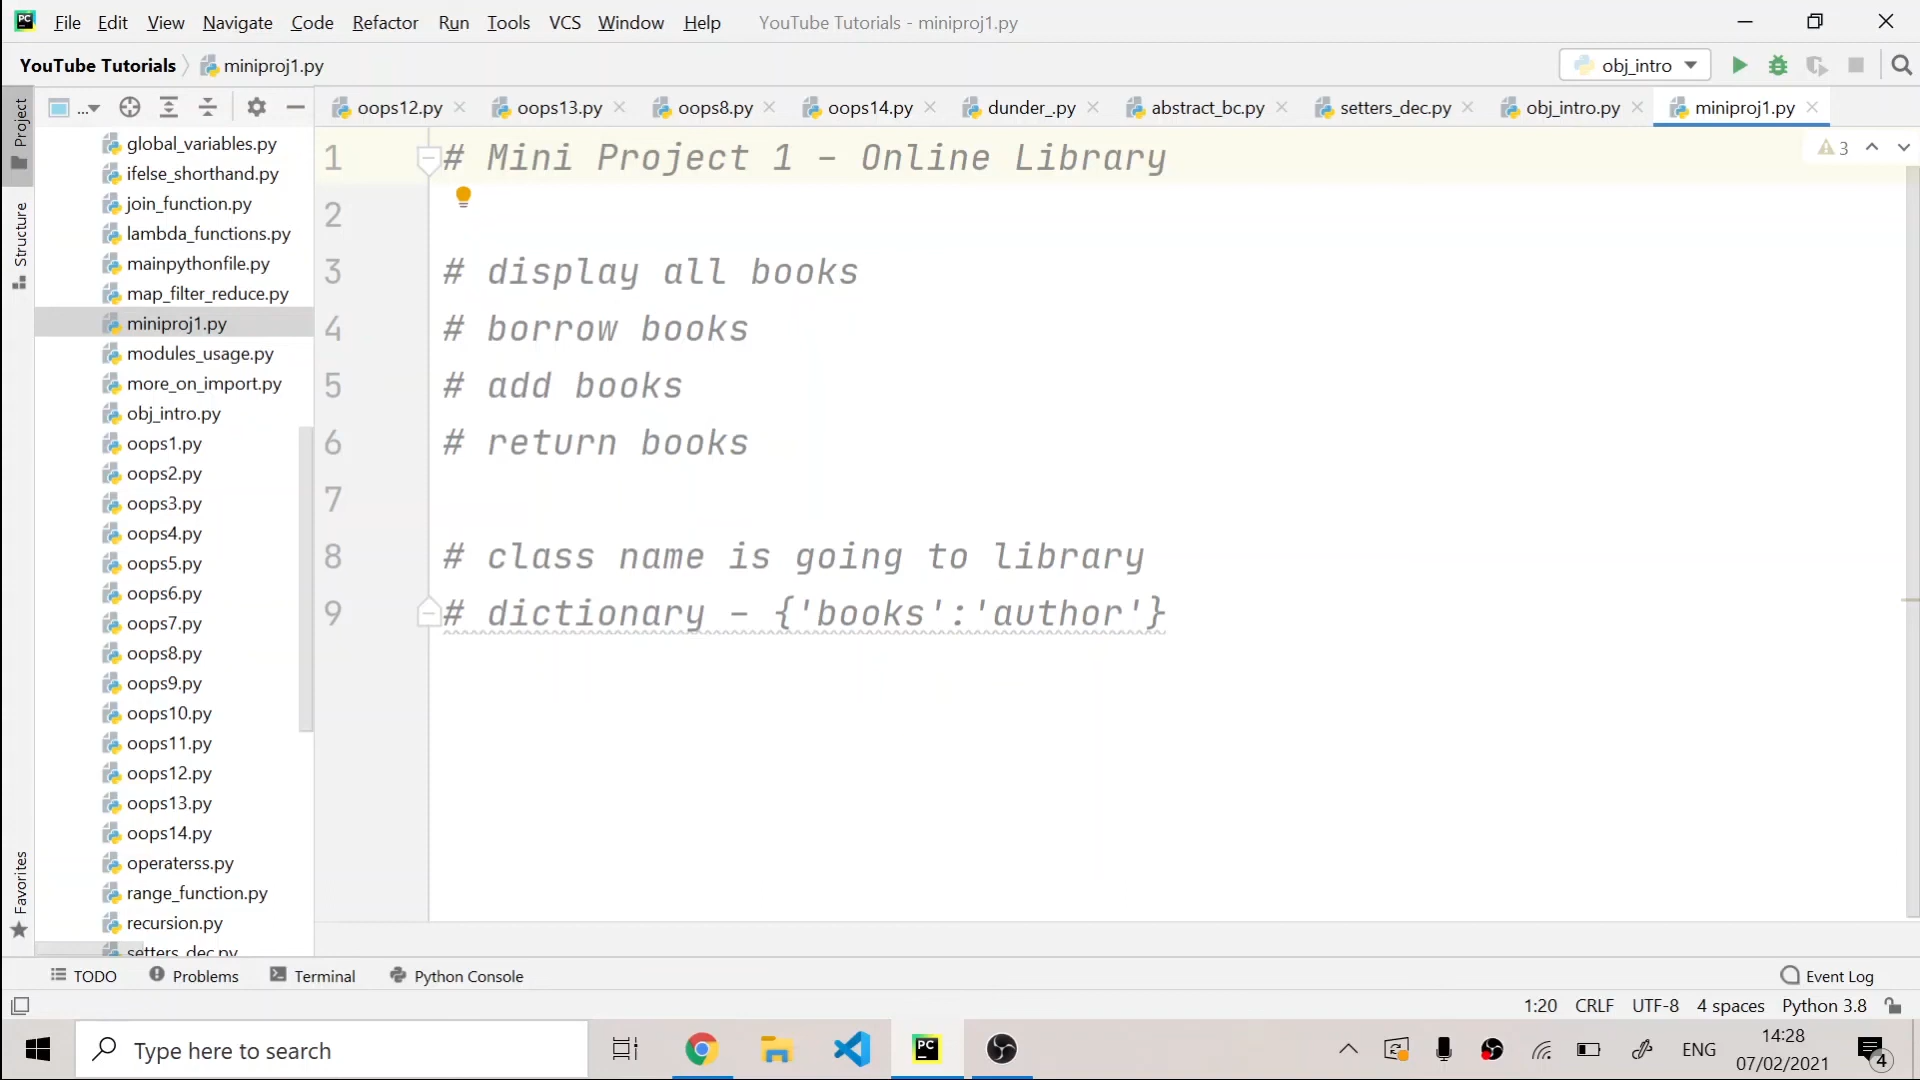 File Edit View Navigate Code Refactor Run Tools VCS Window Help YouTube Tutorials - miniproj1.py
YouTube Tutorials miniproj1.py obj_intro
... oops12.py oops13.py oops8.py oops14.py dunder_.py abstract_bc.py setters_dec.py obj_intro.py miniproj1.py
Project
Structure
Favorites
global_variables.py
ifelse_shorthand.py
join_function.py
lambda_functions.py
mainpythonfile.py
map_filter_reduce.py
miniproj1.py
modules_usage.py
more_on_import.py
obj_intro.py
oops1.py
oops2.py
oops3.py
oops4.py
oops5.py
oops6.py
oops7.py
oops8.py
oops9.py
oops10.py
oops11.py
oops12.py
oops13.py
oops14.py
operaterss.py
range_function.py
recursion.py
setters_dec.py
1 # Mini Project 1 - Online Library
3
2
3 # display all books
4 # borrow books
5 # add books
6 # return books
7
8 # class name is going to library
9 # dictionary - {'books':'author'}
TODO Problems Terminal Python Console Event Log
1:20 CRLF UTF-8 4 spaces Python 3.8
PC
Type here to search
PC
ENG
14:28
07/02/2021
4